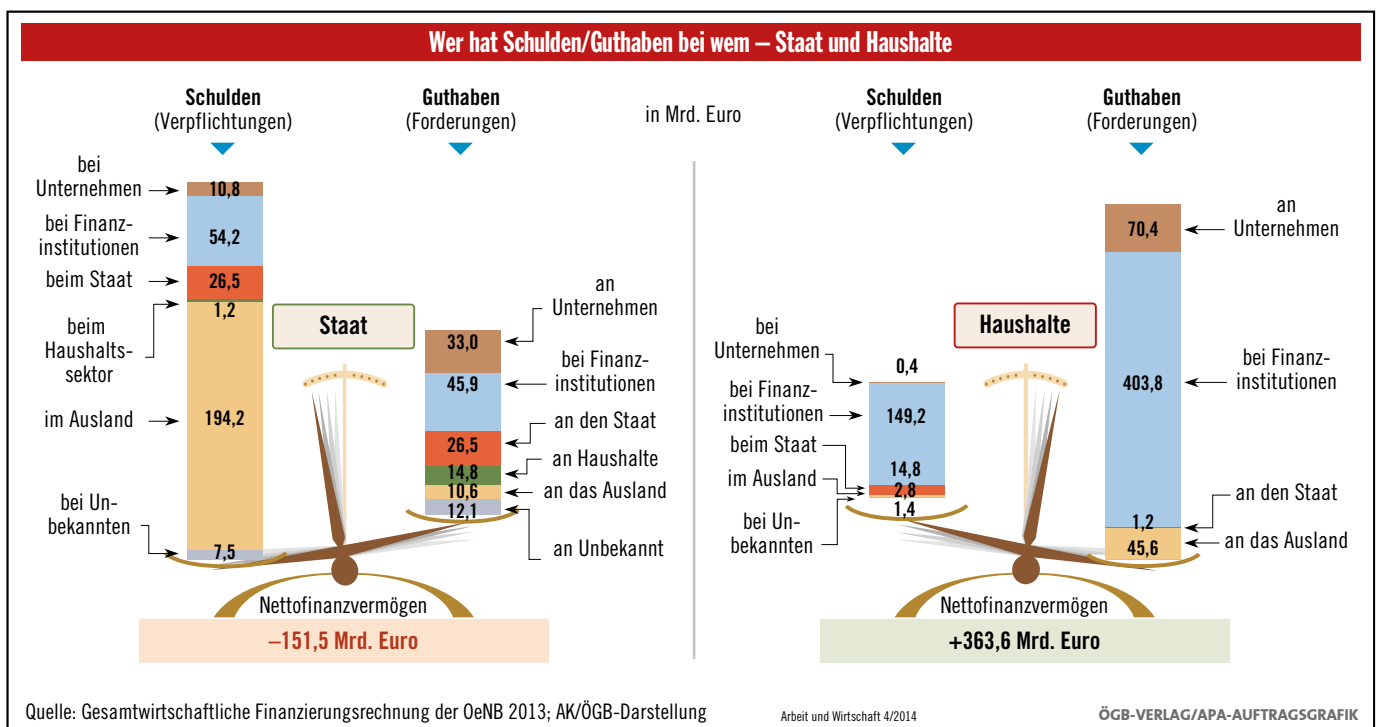 Wer hat Schulden/Guthaben bei wem – Staat und Haushalte
Schulden
(Verpflichtungen)
Guthaben
(Forderungen)
in Mrd. Euro
Schulden
(Verpflichtungen)
Guthaben
(Forderungen)
bei
Unternehmen
10,8
bei Finanz-
institutionen
54,2
beim Staat
26,5
beim
Haushalts-
sektor
1,2
im Ausland
194,2
bei Un-
bekannten
7,5
Staat
an
Unternehmen
33,0
bei Finanz-
institutionen
45,9
an den Staat
26,5
an Haushalte
14,8
an das Ausland
10,6
an Unbekannt
12,1
Nettofinanzvermögen
–151,5 Mrd. Euro
bei
Unternehmen
0,4
bei Finanz-
institutionen
149,2
beim Staat
14,8
im Ausland
2,8
bei Un-
bekannten
1,4
Haushalte
an
Unternehmen
70,4
bei Finanz-
institutionen
403,8
an den Staat
1,2
an das Ausland
45,6
Nettofinanzvermögen
+363,6 Mrd. Euro
Quelle: Gesamtwirtschaftliche Finanzierungsrechnung der OeNB 2013; AK/ÖGB-Darstellung
Arbeit und Wirtschaft 4/2014
ÖGB-VERLAG/APA-AUFTRAGSGRAFIK